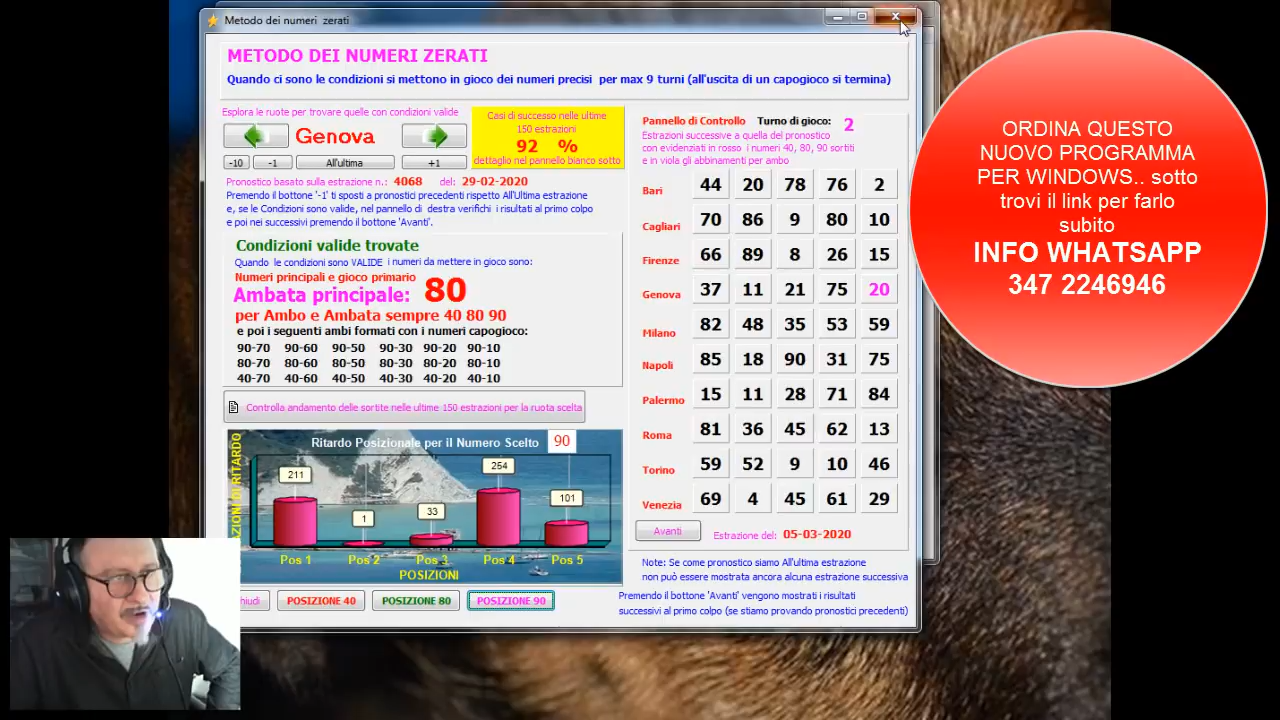 Metodo dei numeri  zerati
METODO DEI NUMERI ZERATI
Quando ci sono le condizioni si mettono in gioco dei numeri precisi  per max 9 turni (all'uscita di un capogioco si termina)
Esplora le ruote per trovare quelle con condizioni valide
Genova
-10
-1
All'ultima
+1
Casi di successo nelle ultime
150 estrazioni
92 %
dettaglio nel pannello bianco sotto
Pronostico basato sulla estrazione n.: 4068 del: 29-02-2020
Premendo il bottone '-1' ti sposti a pronostici precedenti rispetto All'Ultima estrazione
e, se le Condizioni sono valide, nel pannello di  destra verifichi  i risultati al primo colpo
e poi nei successivi premendo il bottone 'Avanti'.
Condizioni valide trovate
Quando  le condizioni sono VALIDE  i numeri da mettere in gioco sono:
Numeri principali e gioco primario
Ambata principale: 80
per Ambo e Ambata sempre 40 80 90
e poi i seguenti ambi formati con i numeri capogioco:
90-70 90-60 90-50 90-30 90-20 90-10
80-70 80-60 80-50 80-30 80-20 80-10
40-70 40-60 40-50 40-30 40-20 40-10
Controlla andamento delle sortite nelle ultime 150 estrazioni per la ruota scelta
Ritardo Posizionale per il Numero Scelto 90
AZIONI DI RITARDO
211
1
33
254
101
Pos 1 Pos 2 Pos 3 Pos 4 Pos 5
POSIZIONI
hiudi
POSIZIONE 40
POSIZIONE 80
POSIZIONE 90
Pannello di Controllo Turno di gioco: 2
Estrazioni successive a quella del pronostico
con evidenziati in rosso  i numeri 40, 80, 90 sortiti
e in viola gli abbinamenti per ambo
Bari 44 20 78 76 2
Cagliari 70 86 9 80 10
Firenze 66 89 8 26 15
Genova 37 11 21 75 20
Milano 82 48 35 53 59
Napoli 85 18 90 31 75
Palermo 15 11 28 71 84
Roma 81 36 45 62 13
Torino 59 52 9 10 46
Venezia 69 4 45 61 29
Avanti
Estrazione del: 05-03-2020
Note: Se come pronostico siamo All'ultima estrazione
non può essere mostrata ancora alcuna estrazione successiva
Premendo il bottone 'Avanti' vengono mostrati i risultati
successivi al primo colpo (se stiamo provando pronostici precedenti)
ORDINA QUESTO
NUOVO PROGRAMMA
PER WINDOWS.. sotto
trovi il link per farlo
subito
INFO WHATSAPP
347 2246946